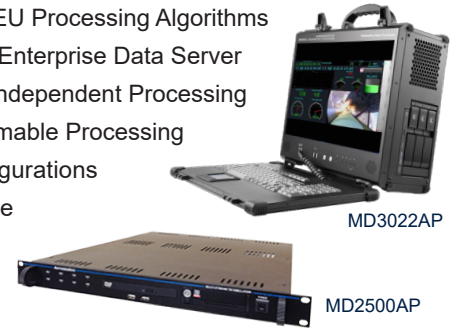 EU Processing Algorithms
Enterprise Data Server
ndependent Processing
mable Processing
gurations
e
MD3022AP
MD2500AP